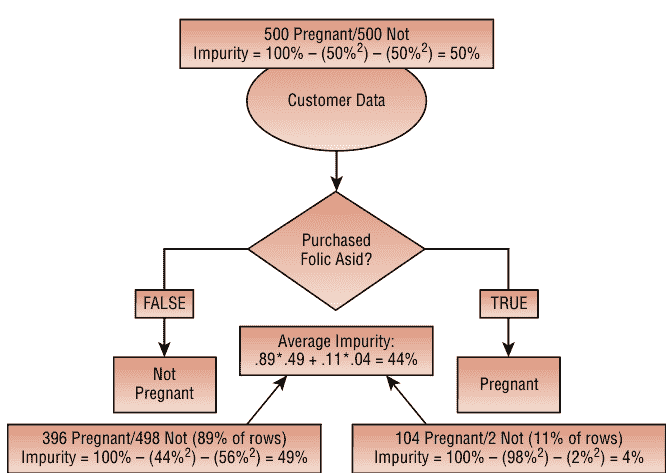 500 Pregnant/500 Not
Impurity = 100% – (50%²) – (50%²) = 50%
Customer Data
Purchased
Folic Asid?
FALSE
TRUE
Average Impurity:
.89*.49 + .11*.04 = 44%
Not
Pregnant
Pregnant
396 Pregnant/498 Not (89% of rows)
Impurity = 100% – (44%²) – (56%²) = 49%
104 Pregnant/2 Not (11% of rows)
Impurity = 100% – (98%²) – (2%²) = 4%